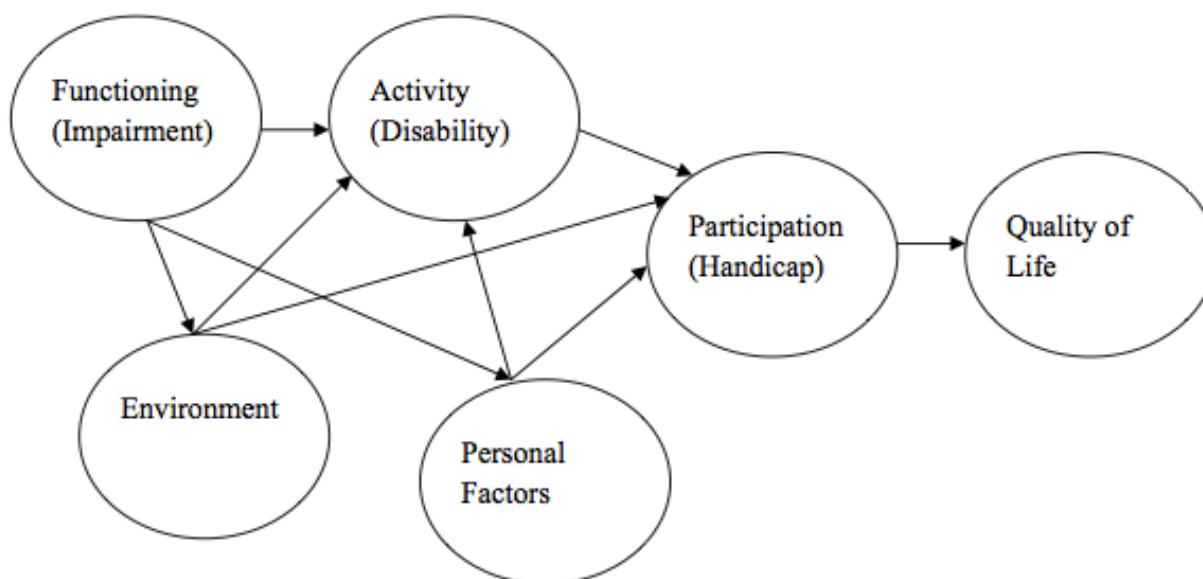 Functioning
(Impairment)
Activity
(Disability)
Participation
(Handicap)
Quality of
Life
Environment
Personal
Factors